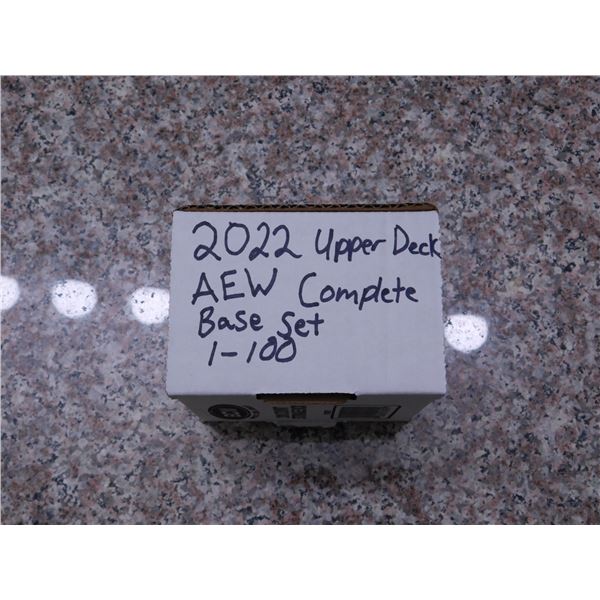 2022 Upper Deck
AEW Complete
Base Set
1-100